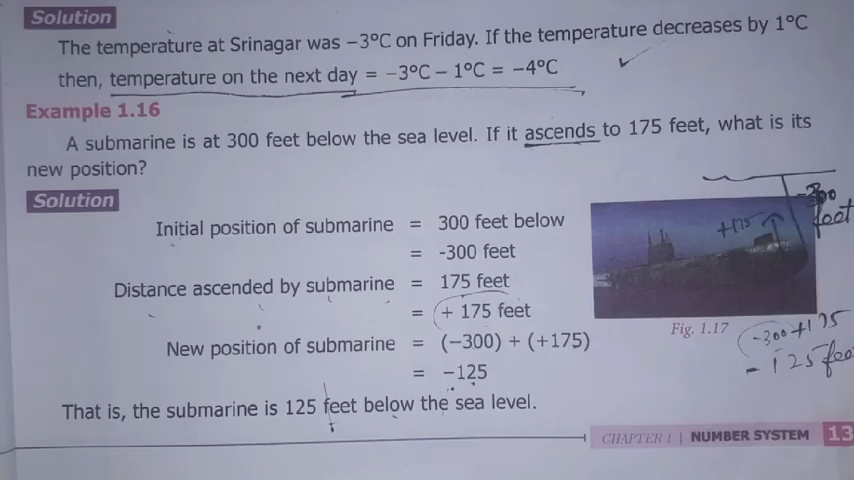 Solution
The temperature at Srinagar was −3°C on Friday. If the temperature decreases by 1°C
then, temperature on the next day = −3°C − 1°C = −4°C
Example 1.16
A submarine is at 300 feet below the sea level. If it ascends to 175 feet, what is its
new position?
Solution
Initial position of submarine = 300 feet below
= -300 feet
Distance ascended by submarine = 175 feet
= + 175 feet
New position of submarine = (−300) + (+175)
= −125
That is, the submarine is 125 feet below the sea level.
-300
feet
+175
Fig. 1.17
-300+175
-125 feet
CHAPTER 1 | NUMBER SYSTEM 13